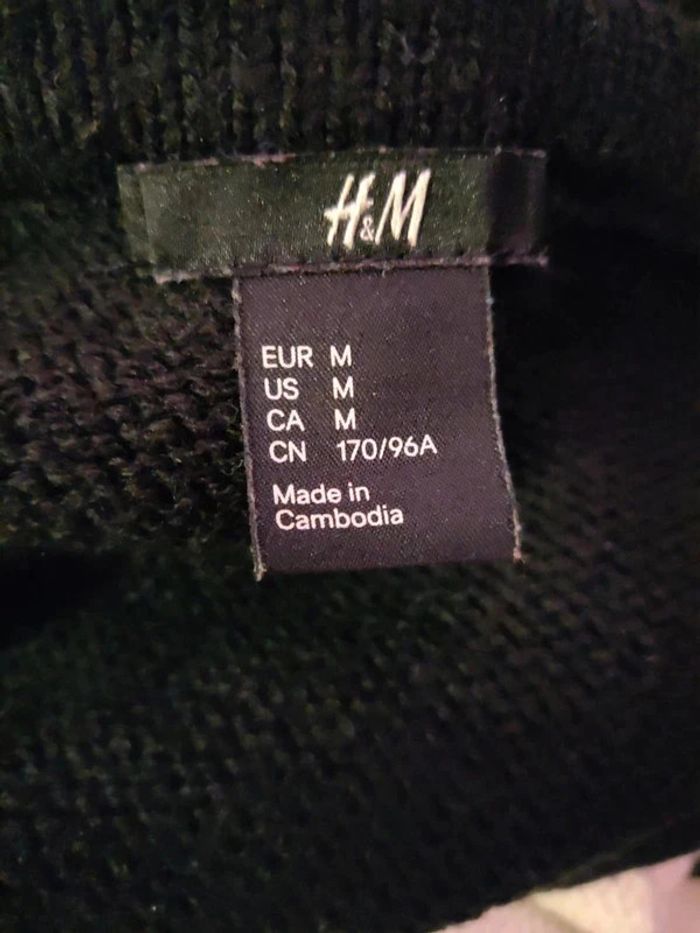 H&M
EUR M
US M
CA M
CN 170/96A
Made in
Cambodia